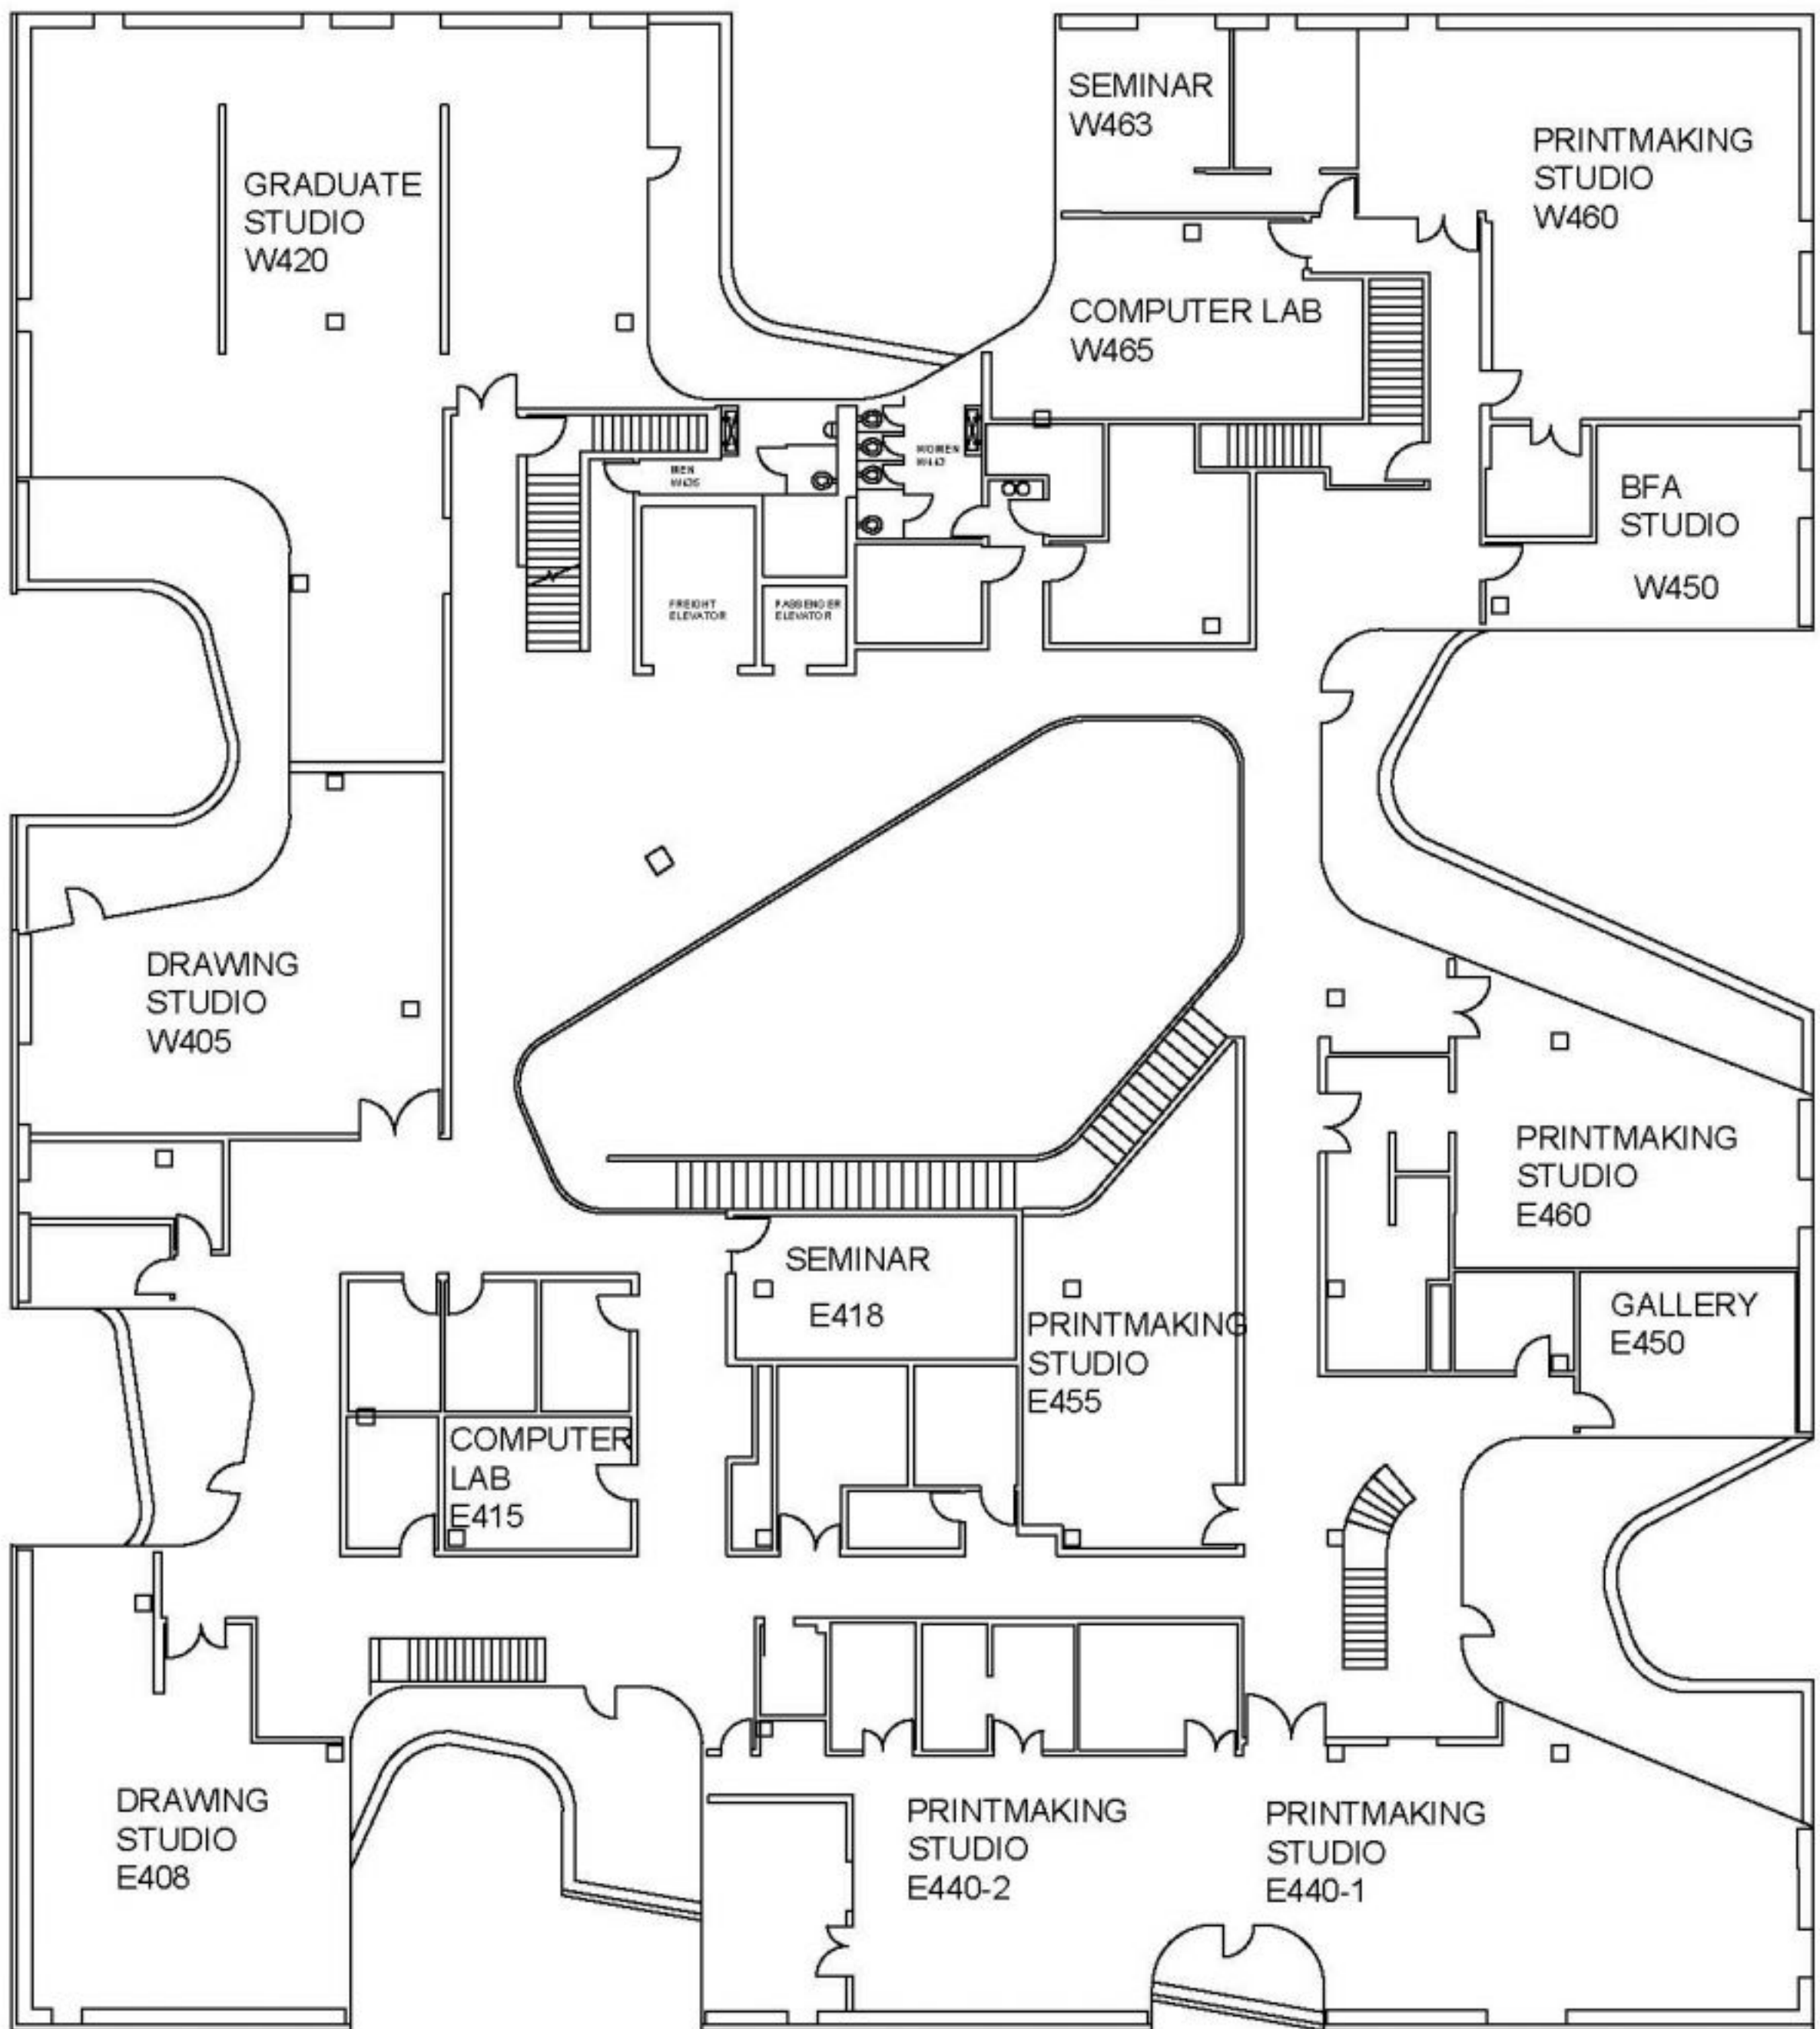 SEMINAR
W463
PRINTMAKING
STUDIO
W460
GRADUATE
STUDIO
W420
COMPUTER LAB
W465
MEN
W435
WOMEN
W443
BFA
STUDIO
W450
FREIGHT
ELEVATOR
PASSENGER
ELEVATOR
DRAWING
STUDIO
W405
PRINTMAKING
STUDIO
E460
SEMINAR
E418
GALLERY
E450
PRINTMAKING
STUDIO
E455
COMPUTER
LAB
E415
DRAWING
STUDIO
E408
PRINTMAKING
STUDIO
E440-2
PRINTMAKING
STUDIO
E440-1